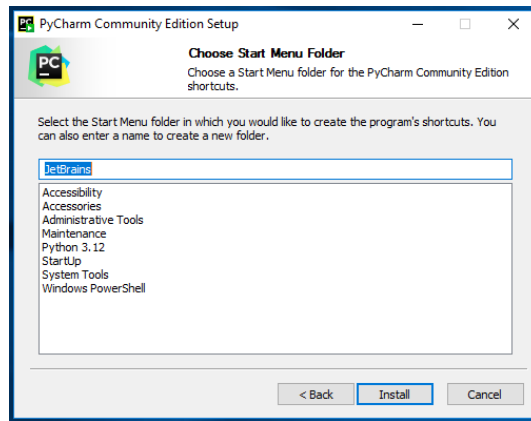 PyCharm Community Edition Setup
PC
Choose Start Menu Folder
Choose a Start Menu folder for the PyCharm Community Edition
shortcuts.
Select the Start Menu folder in which you would like to create the program's shortcuts. You
can also enter a name to create a new folder.
JetBrains
Accessibility
Accessories
Administrative Tools
Maintenance
Python 3.12
StartUp
System Tools
Windows PowerShell
< Back Install Cancel